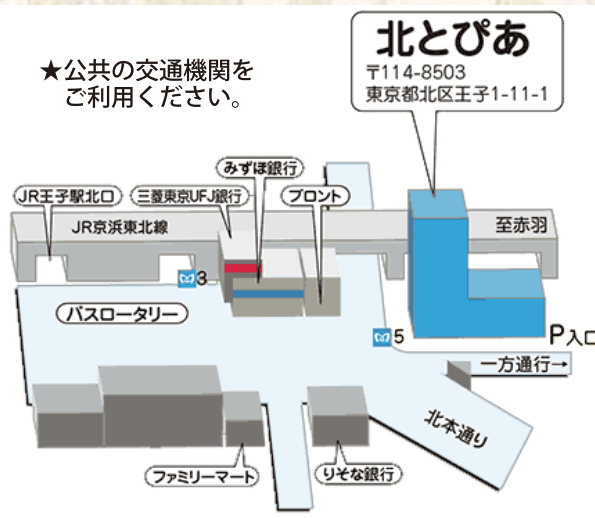 北とぴあ
〒114-8503
東京都北区王子1-11-1
★公共の交通機関を
ご利用ください。
みずほ銀行
JR王子駅北口
三菱東京UFJ銀行
プロント
JR京浜東北線
至赤羽
3
バスロータリー
5
P入口
一方通行→
北本通り
ファミリーマート
りそな銀行